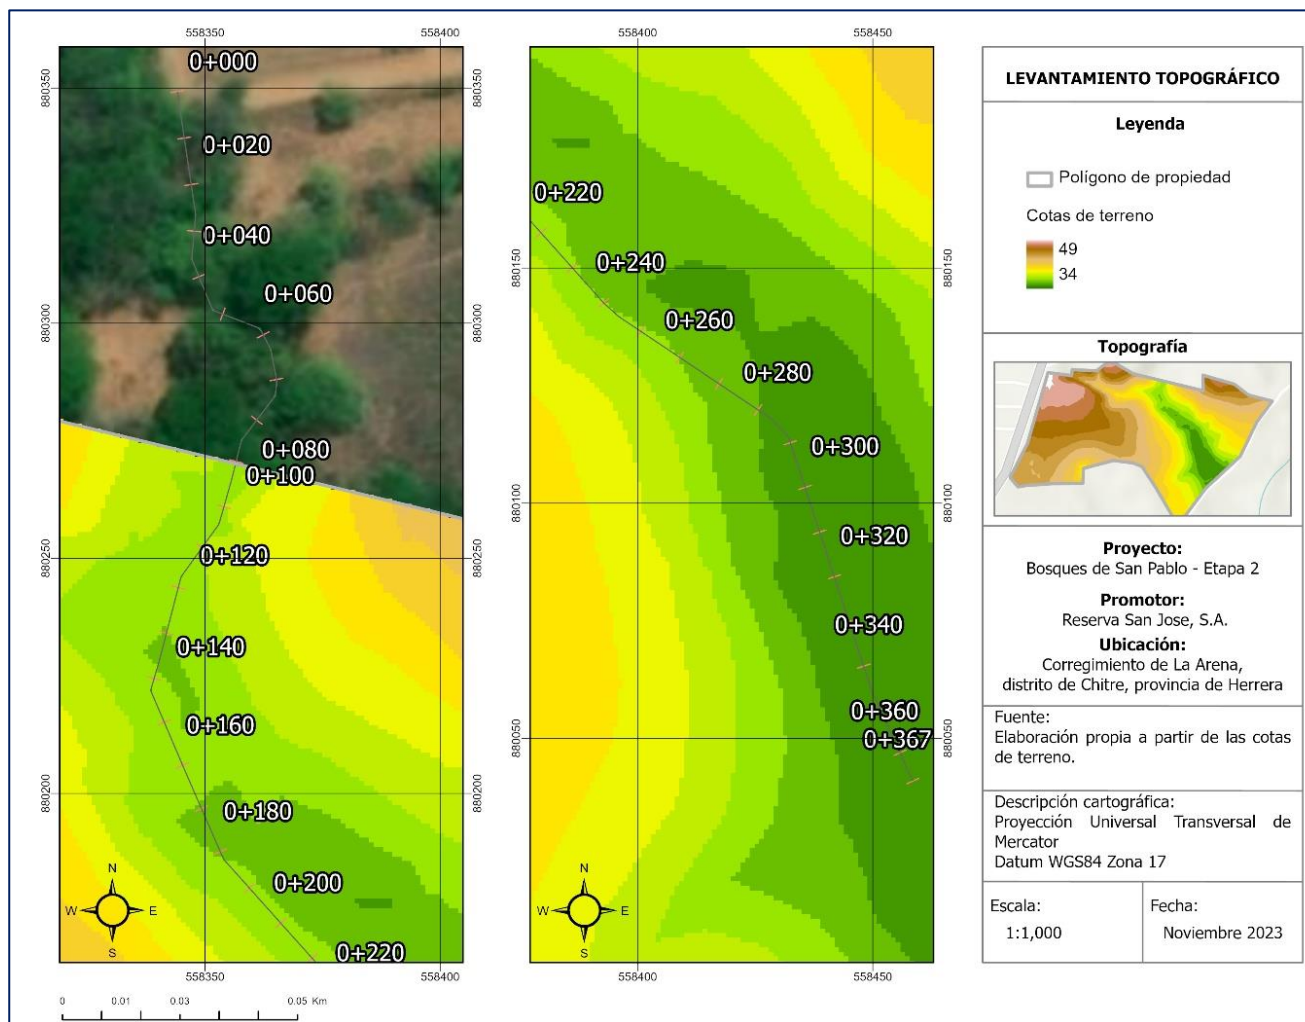 558350
558400
880350
880300
880250
880200
0+000
0+020
0+040
0+060
0+080
0+100
0+120
0+140
0+160
0+180
0+200
0+220
N
W
E
S
880350
880300
880250
880200
558350
558400
0
0.01
0.03
0.05 Km
558400
558450
880150
880100
880050
0+220
0+240
0+260
0+280
0+300
0+320
0+340
0+360
0+367
N
W
E
S
880150
880100
880050
558400
558450
LEVANTAMIENTO TOPOGRÁFICO
Leyenda
Polígono de propiedad
Cotas de terreno
49
34
Topografía
Proyecto:
Bosques de San Pablo - Etapa 2
Promotor:
Reserva San Jose, S.A.
Ubicación:
Corregimiento de La Arena,
distrito de Chitre, provincia de Herrera
Fuente:
Elaboración propia a partir de las cotas
de terreno.
Descripción cartográfica:
Proyección Universal Transversal de
Mercator
Datum WGS84 Zona 17
Escala:
1:1,000
Fecha:
Noviembre 2023